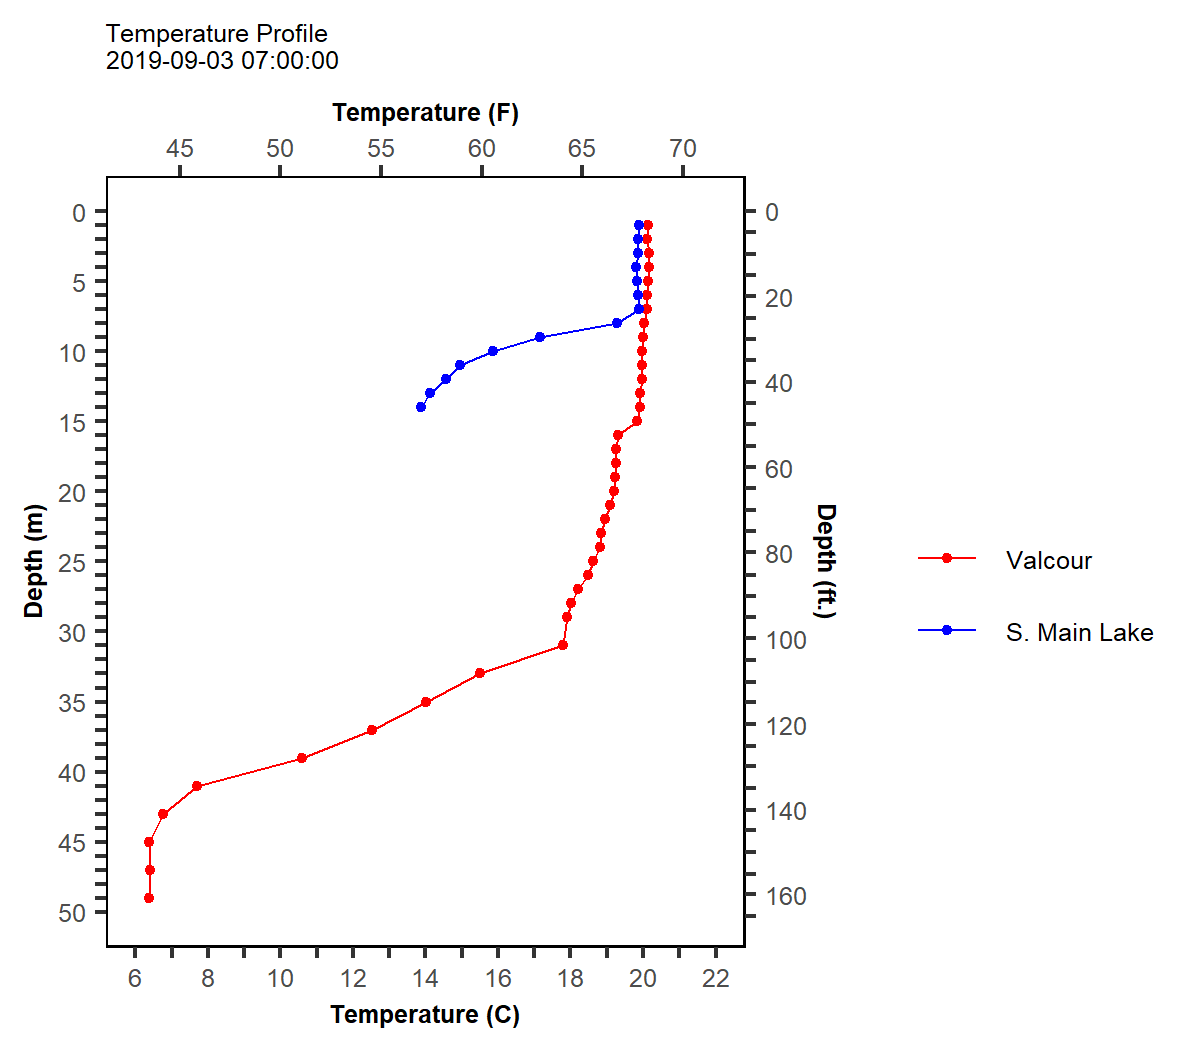 Temperature Profile
2019-09-03 07:00:00
Temperature (F)
45 50 55 60 65 70
0 5 10 15 20 25 30 35 40 45 50
Depth (m)
0 20 40 60 80 100 120 140 160
Depth (ft.)
Valcour
S. Main Lake
6 8 10 12 14 16 18 20 22
Temperature (C)